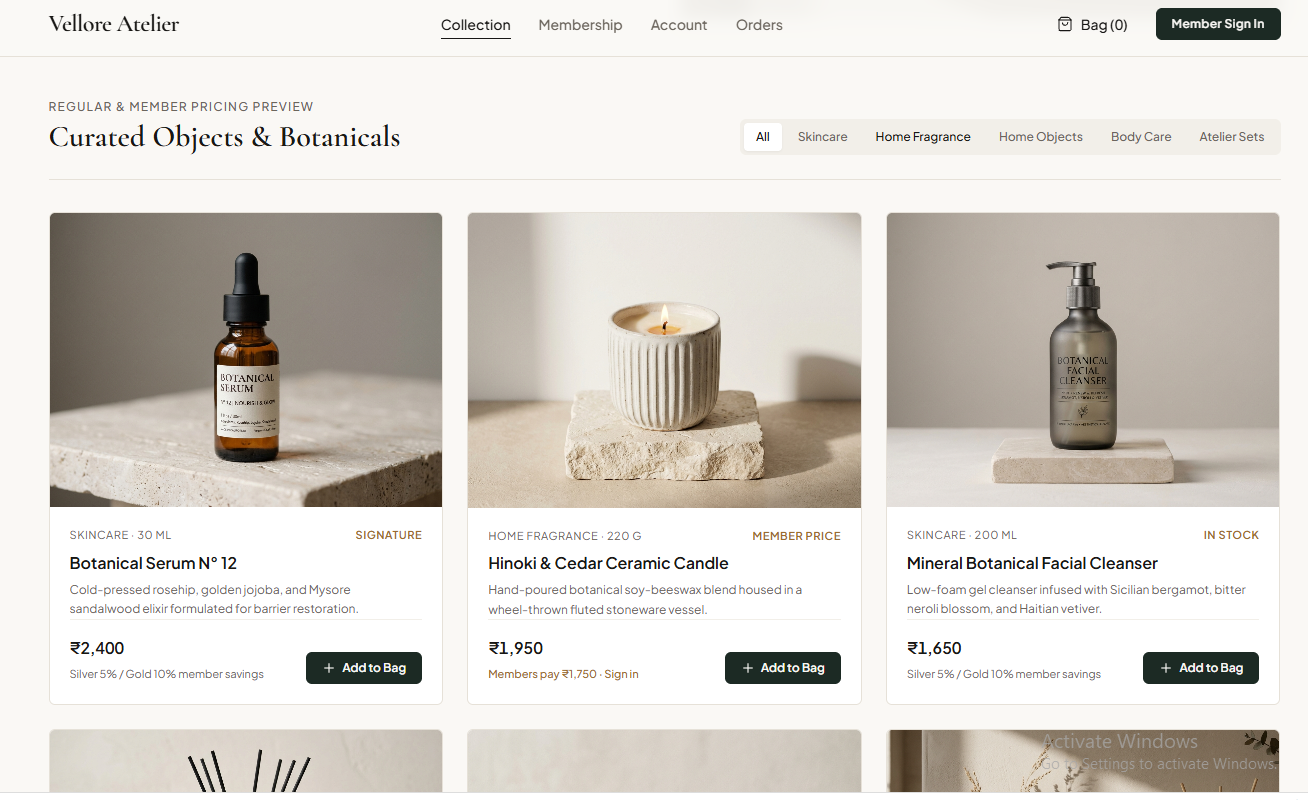 Vellore Atelier
Collection
Membership
Account
Orders
Bag (0)
Member Sign In
REGULAR & MEMBER PRICING PREVIEW
Curated Objects & Botanicals
All
Skincare
Home Fragrance
Home Objects
Body Care
Atelier Sets
BOTANICAL
SERUM
BOTANICAL
FACIAL
CLEANSER
SKINCARE · 30 ML
SIGNATURE
Botanical Serum N° 12
Cold-pressed rosehip, golden jojoba, and Mysore
sandalwood elixir formulated for barrier restoration.
₹2,400
Silver 5% / Gold 10% member savings
+ Add to Bag
HOME FRAGRANCE · 220 G
MEMBER PRICE
Hinoki & Cedar Ceramic Candle
Hand-poured botanical soy-beeswax blend housed in a
wheel-thrown fluted stoneware vessel.
₹1,950
Members pay ₹1,750 · Sign in
+ Add to Bag
SKINCARE · 200 ML
IN STOCK
Mineral Botanical Facial Cleanser
Low-foam gel cleanser infused with Sicilian bergamot, bitter
neroli blossom, and Haitian vetiver.
₹1,650
Silver 5% / Gold 10% member savings
+ Add to Bag
Activate Windows
Go to Settings to activate Windows.